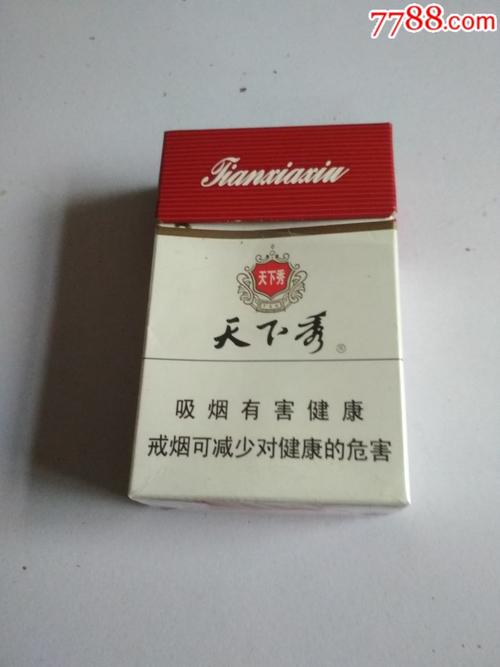 7788.com
Tianxiaxiu
天下秀
天下秀
吸烟有害健康
戒烟可减少对健康的危害